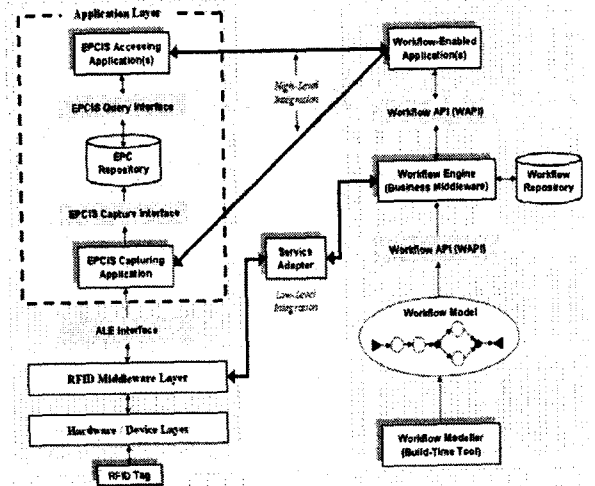 Application Layer
EPCIS Accessing
Application(s)
EPCIS Query Interface
EPC
Repository
EPCIS Capture Interface
EPCIS Capturing
Application
ALE Interface
RFID Middleware Layer
Hardware / Device Layer
RFID Tag
High-Level
Integration
Service
Adapter
Low-Level
Integration
Workflow-Enabled
Application(s)
Workflow API (WAPI)
Workflow Engine
(Business Middleware)
Workflow
Repository
Workflow API (WAPI)
Workflow Model
Workflow Modeller
(Build-Time Tool)